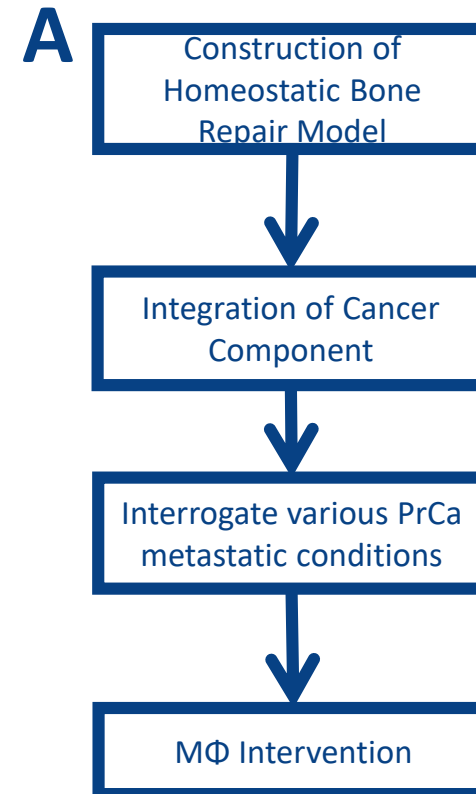 A
Construction of
Homeostatic Bone
Repair Model
Integration of Cancer
Component
Interrogate various PrCa
metastatic conditions
MΦ Intervention